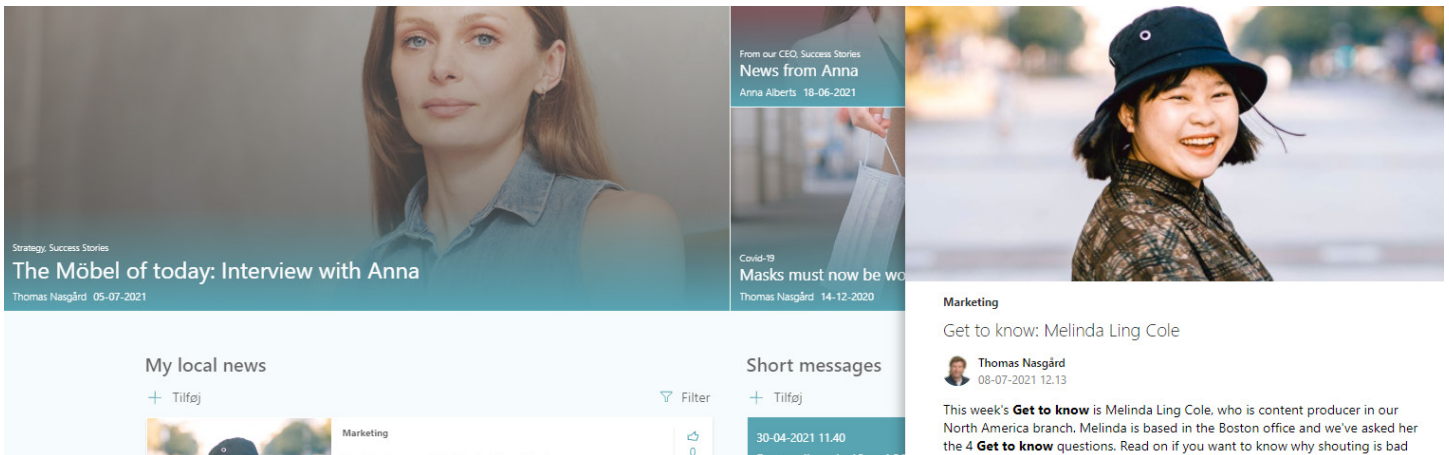 Strategy, Success Stories
The Möbel of today: Interview with Anna
Thomas Nasgård 05-07-2021
From our CEO, Success Stories
News from Anna
Anna Alberts 18-06-2021
Covid-19
Masks must now be wo
Thomas Nasgård 14-12-2020
My local news
+ Tilføj
Filter
Marketing
0
Short messages
+ Tilføj
30-04-2021 11.40
Marketing
Get to know: Melinda Ling Cole
Thomas Nasgård
08-07-2021 12.13
This week's Get to know is Melinda Ling Cole, who is content producer in our
North America branch. Melinda is based in the Boston office and we've asked her
the 4 Get to know questions. Read on if you want to know why shouting is bad